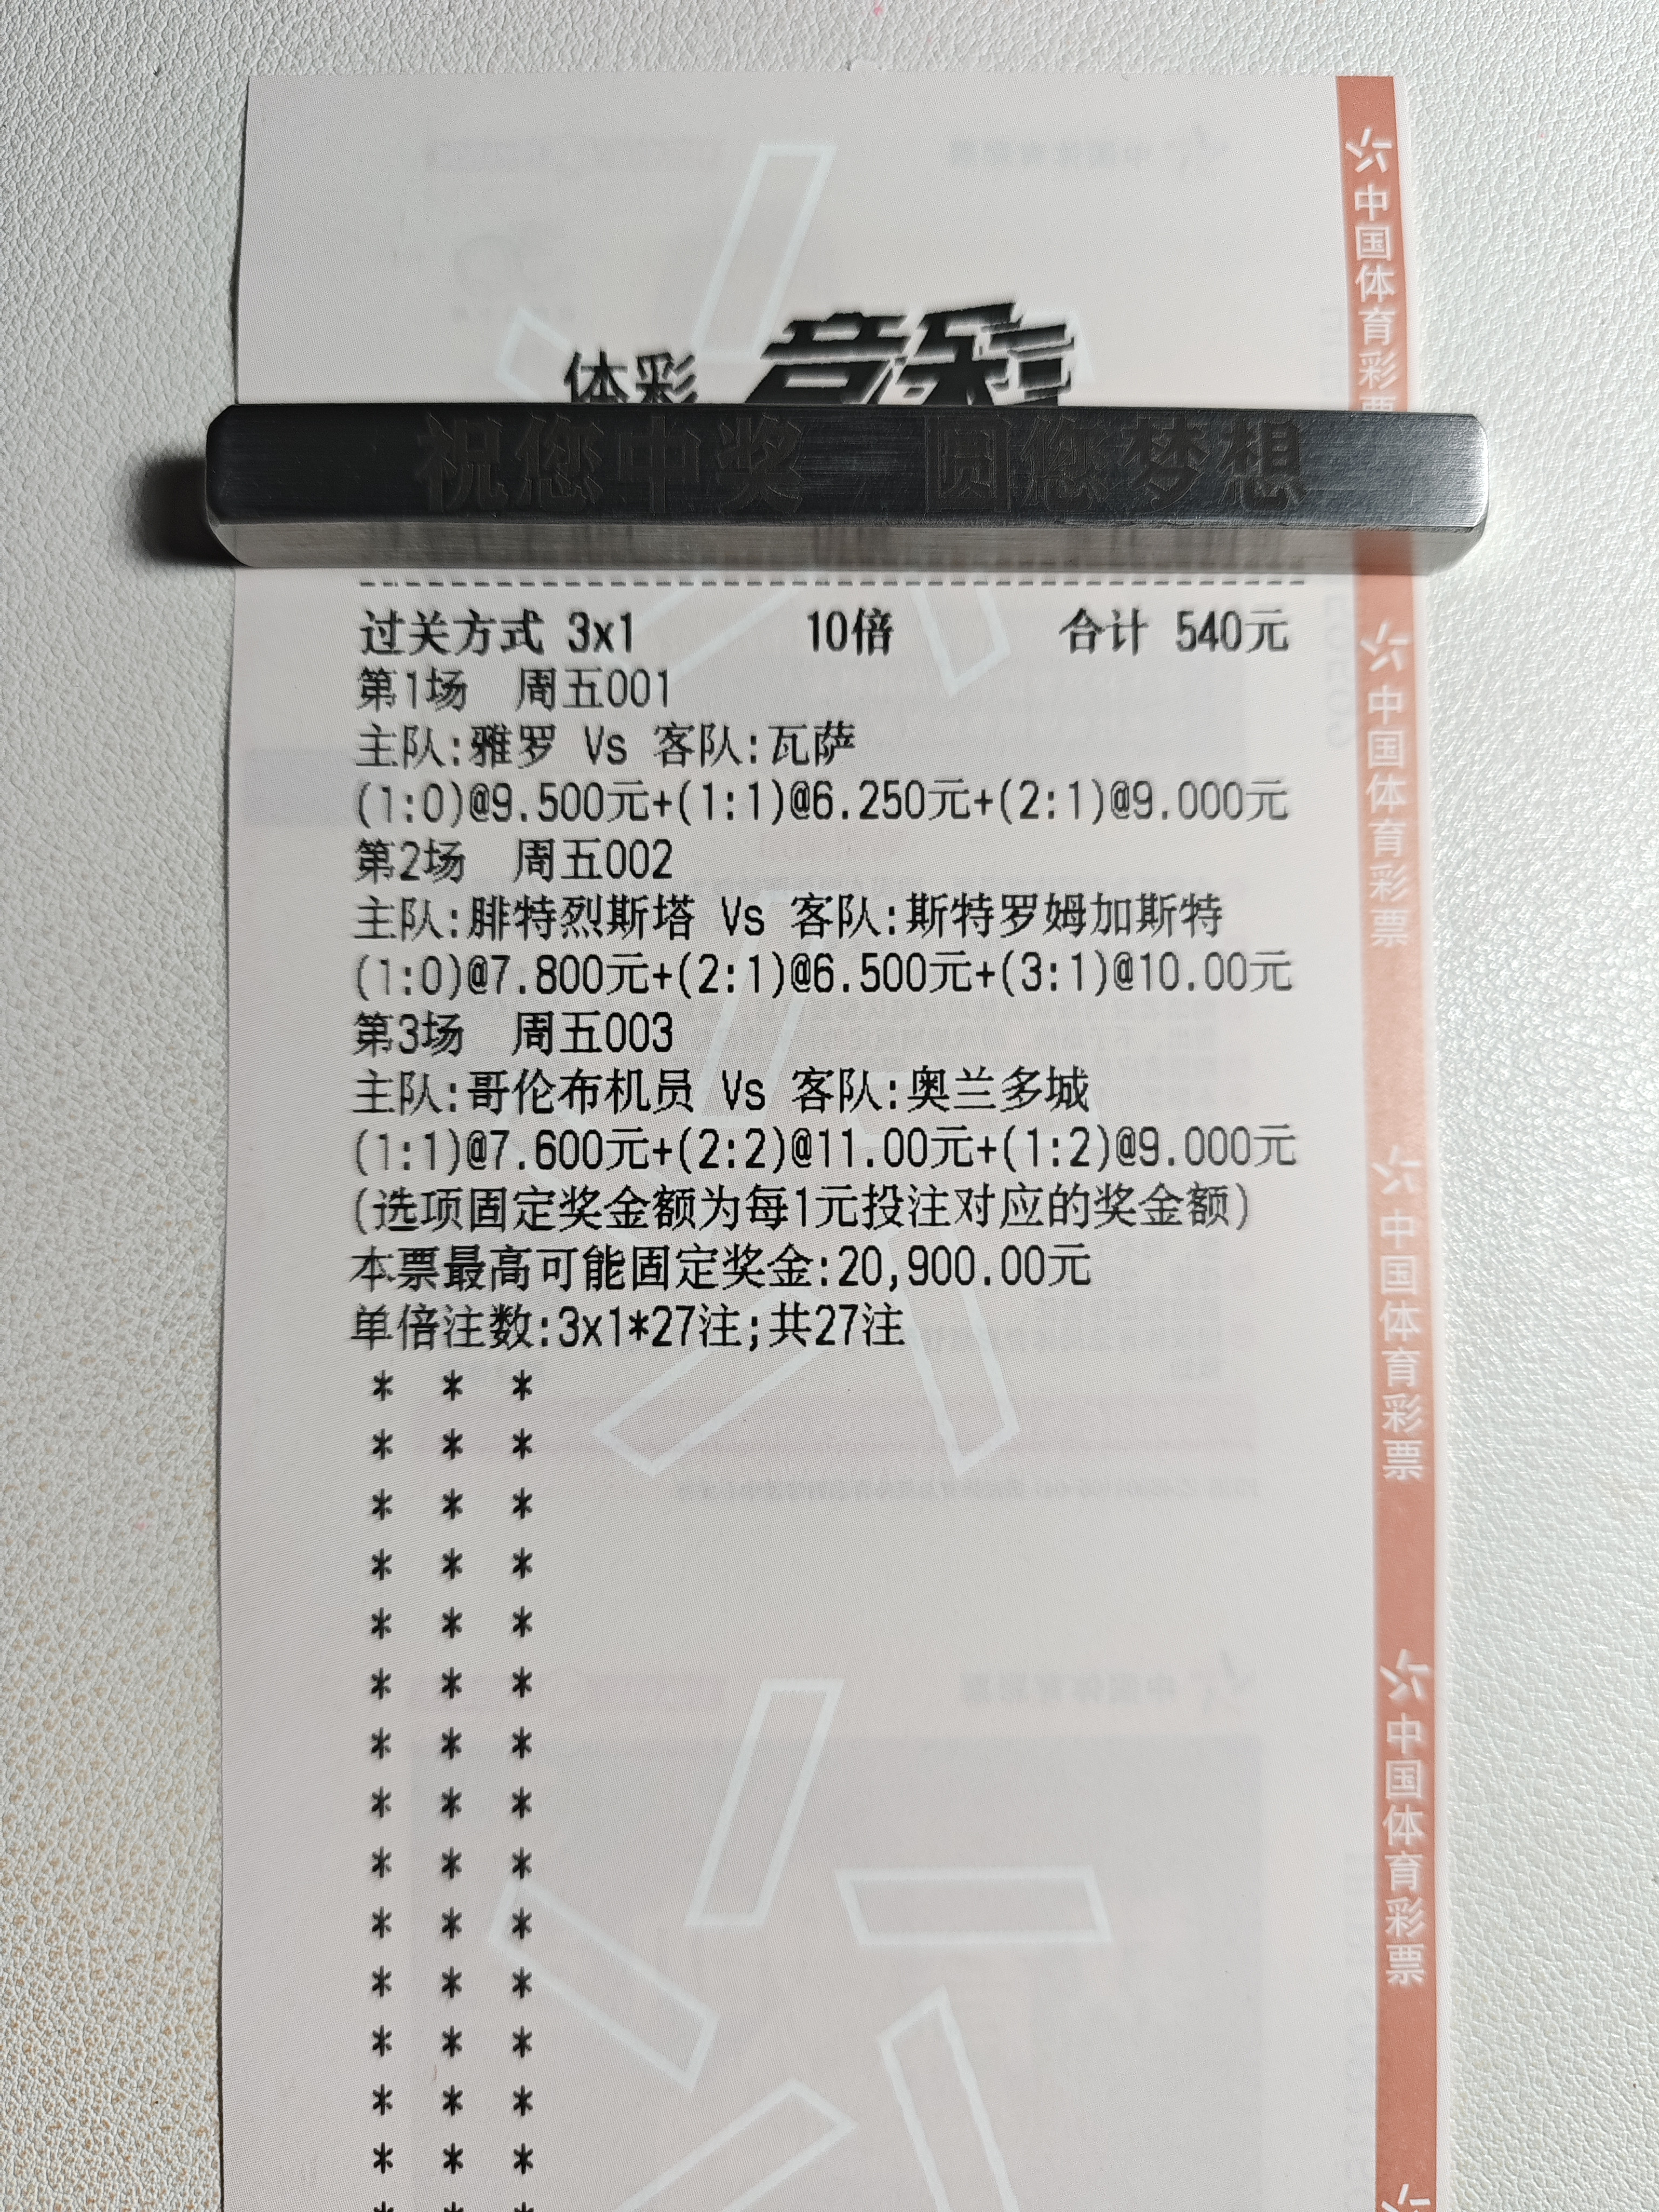 体彩 竞彩
祝您中奖 圆您梦想
过关方式 3x1 10倍 合计 540元
第1场 周五001
主队:雅罗 Vs 客队:瓦萨
(1:0)@9.500元+(1:1)@6.250元+(2:1)@9.000元
第2场 周五002
主队:腓特烈斯塔 Vs 客队:斯特罗姆加斯特
(1:0)@7.800元+(2:1)@6.500元+(3:1)@10.00元
第3场 周五003
主队:哥伦布机员 Vs 客队:奥兰多城
(1:1)@7.600元+(2:2)@11.00元+(1:2)@9.000元
(选项固定奖金额为每1元投注对应的奖金额)
本票最高可能固定奖金:20,900.00元
单倍注数:3x1*27注;共27注
* * *
* * *
* * *
* * *
* * *
* * *
* * *
* * *
* * *
* * *
* * *
* * *
* * *
* * *
中国体育彩票
中国体育彩票
中国体育彩票
中国体育彩票